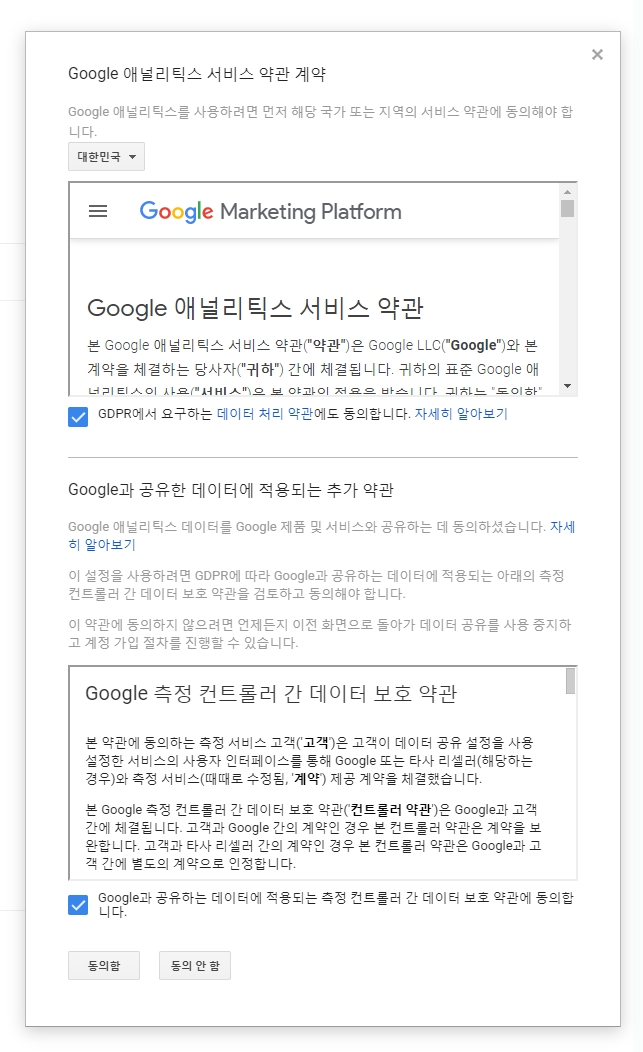 Google 애널리틱스 서비스 약관 계약
Google 애널리틱스를 사용하려면 먼저 해당 국가 또는 지역의 서비스 약관에 동의해야 합
니다.
대한민국
Google Marketing Platform
Google 애널리틱스 서비스 약관
본 Google 애널리틱스 서비스 약관("약관")은 Google LLC("Google")와 본
계약을 체결하는 당사자("귀하") 간에 체결됩니다. 귀하의 표준 Google 애
널리틱스의 사용("서비스")은 본 약관의 적용을 받습니다. 귀하는 "동의함"
GDPR에서 요구하는 데이터 처리 약관에도 동의합니다. 자세히 알아보기
Google과 공유한 데이터에 적용되는 추가 약관
Google 애널리틱스 데이터를 Google 제품 및 서비스와 공유하는 데 동의하셨습니다. 자세
히 알아보기
이 설정을 사용하려면 GDPR에 따라 Google과 공유하는 데이터에 적용되는 아래의 측정
컨트롤러 간 데이터 보호 약관을 검토하고 동의해야 합니다.
이 약관에 동의하지 않으려면 언제든지 이전 화면으로 돌아가 데이터 공유를 사용 중지하
고 계정 가입 절차를 진행할 수 있습니다.
Google 측정 컨트롤러 간 데이터 보호 약관
본 약관에 동의하는 측정 서비스 고객('고객')은 고객이 데이터 공유 설정을 사용
설정한 서비스의 사용자 인터페이스를 통해 Google 또는 타사 리셀러(해당하는
경우)와 측정 서비스(때때로 수정됨, '계약') 제공 계약을 체결했습니다.
본 Google 측정 컨트롤러 간 데이터 보호 약관('컨트롤러 약관')은 Google과 고객
간에 체결됩니다. 고객과 Google 간의 계약인 경우 본 컨트롤러 약관은 계약을 보
완합니다. 고객과 타사 리셀러 간의 계약인 경우 본 컨트롤러 약관은 Google과 고
객 간에 별도의 계약으로 인정합니다.
Google과 공유하는 데이터에 적용되는 측정 컨트롤러 간 데이터 보호 약관에 동의합
니다.
동의함
동의 안 함